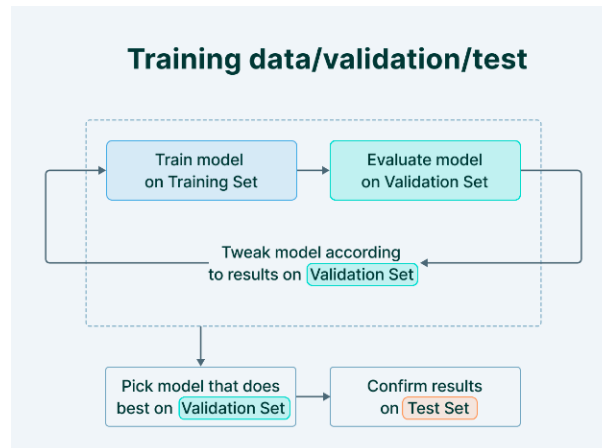 Training data/validation/test
Train model
on Training Set
Evaluate model
on Validation Set
Tweak model according
to results on Validation Set
Pick model that does
best on Validation Set
Confirm results
on Test Set